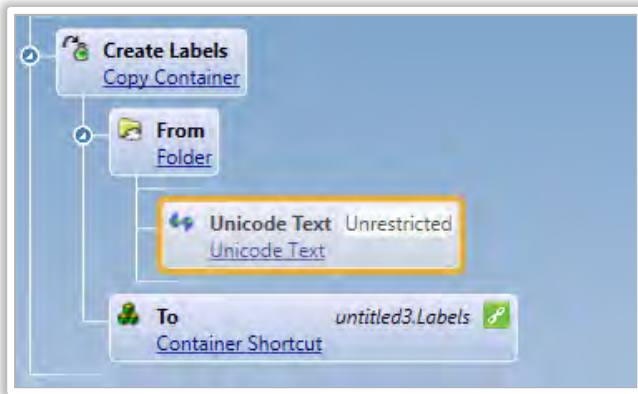 Create Labels
Copy Container
From
Folder
Unicode Text Unrestricted
Unicode Text
To untitled3.Labels
Container Shortcut